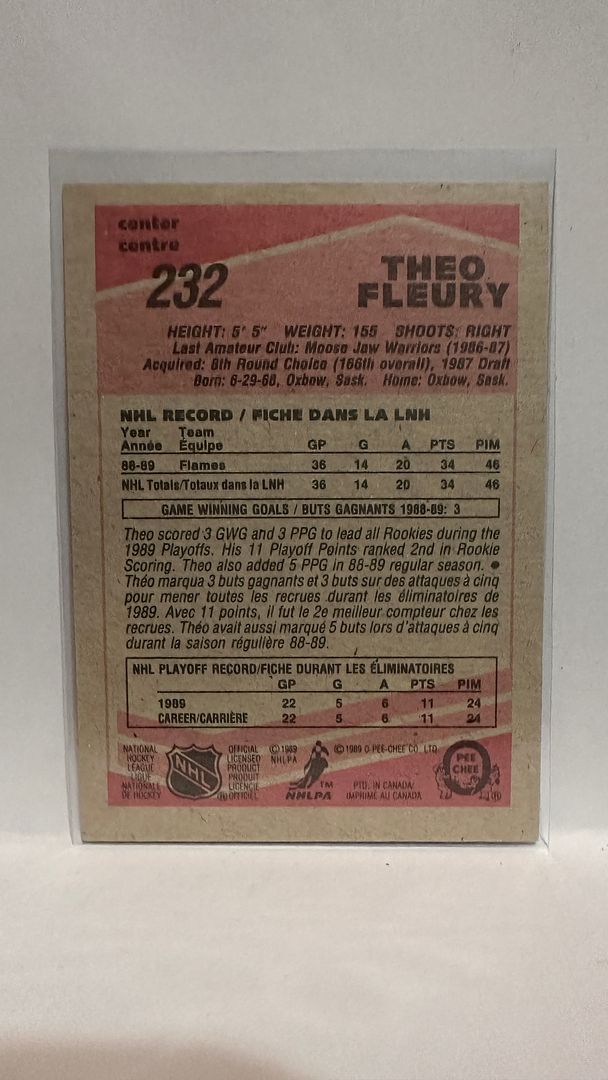 center
centre
232
THEO
FLEURY
HEIGHT: 5' 5" WEIGHT: 155 SHOOTS: RIGHT
Last Amateur Club: Moose Jaw Warriors (1986-87)
Acquired: 8th Round Choice (166th overall), 1987 Draft
Born: 6-29-68, Oxbow, Sask. Home: Oxbow, Sask.
NHL RECORD / FICHE DANS LA LNH
Year Team
Année Équipe GP G A PTS PIM
88-89 Flames 36 14 20 34 46
NHL Totals/Totaux dans la LNH 36 14 20 34 46
GAME WINNING GOALS / BUTS GAGNANTS 1988-89: 3
Theo scored 3 GWG and 3 PPG to lead all Rookies during the
1989 Playoffs. His 11 Playoff Points ranked 2nd in Rookie
Scoring. Theo also added 5 PPG in 88-89 regular season. ●
Théo marqua 3 buts gagnants et 3 buts sur des attaques à cinq
pour mener toutes les recrues durant les éliminatoires de
1989. Avec 11 points, il fut le 2e meilleur compteur chez les
recrues. Théo avait aussi marqué 5 buts lors d'attaques à cinq
durant la saison régulière 88-89.
NHL PLAYOFF RECORD/FICHE DURANT LES ÉLIMINATOIRES
GP G A PTS PIM
1989 22 5 6 11 24
CAREER/CARRIÈRE 22 5 6 11 24
NATIONAL
HOCKEY
LEAGUE
LIGUE
NATIONALE
DE HOCKEY
NHL
®
OFFICIAL
LICENSED
PRODUCT
PRODUIT
LICENCIÉ
OFFICIEL
© 1989
NHLPA
TM
NHLPA
© 1989 O-PEE-CHEE CO. LTD.
PTD. IN CANADA/
IMPRIMÉ AU CANADA
O
PEE
CHEE
®